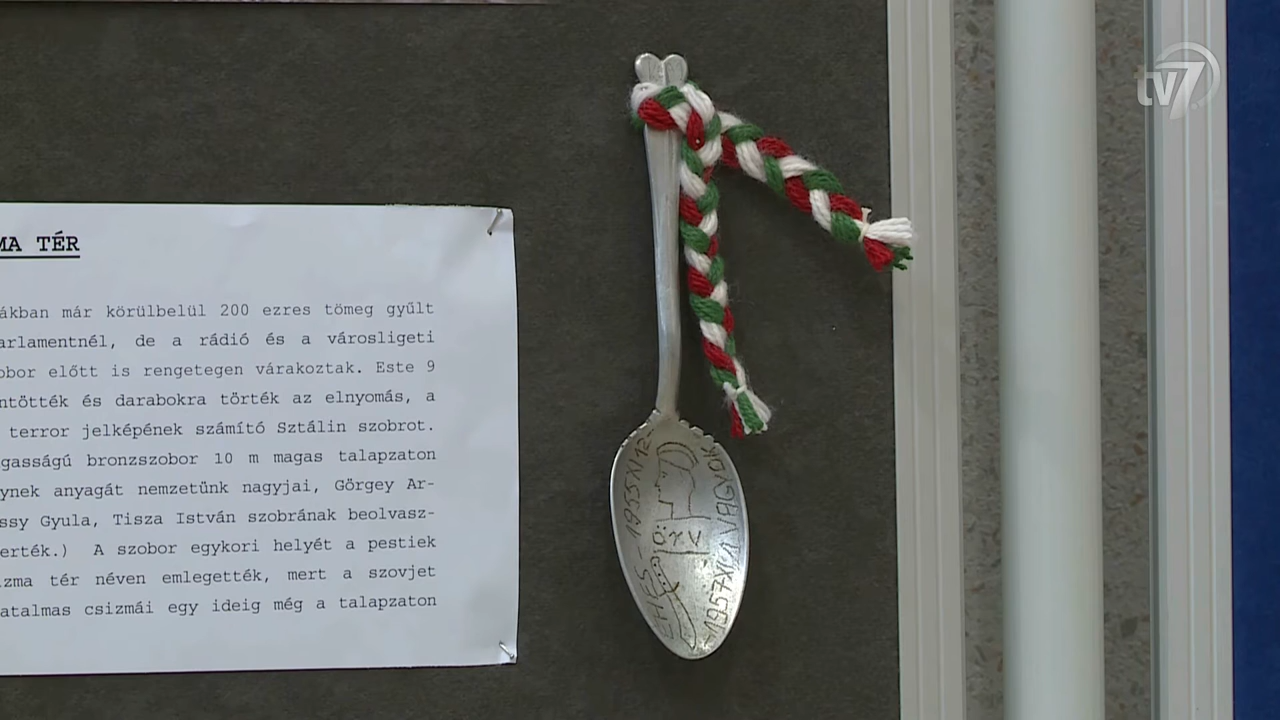 tv7
MA TÉR
ákban már körülbelül 200 ezres tömeg gyűlt
arlamentnél, de a rádió és a városligeti
obor előtt is rengetegen várakoztak. Este 9
ntötték és darabokra törték az elnyomás, a
terror jelképének számító Sztálin szobrot.
gasságú bronzszobor 10 m magas talapzaton
ynek anyagát nemzetünk nagyjai, Görgey Ar-
ssy Gyula, Tisza István szobrának beolvasz-
erték.) A szobor egykori helyét a pestiek
izma tér néven emlegették, mert a szovjet
atalmas csizmái egy ideig még a talapzaton
ÉHES
VAGYOK